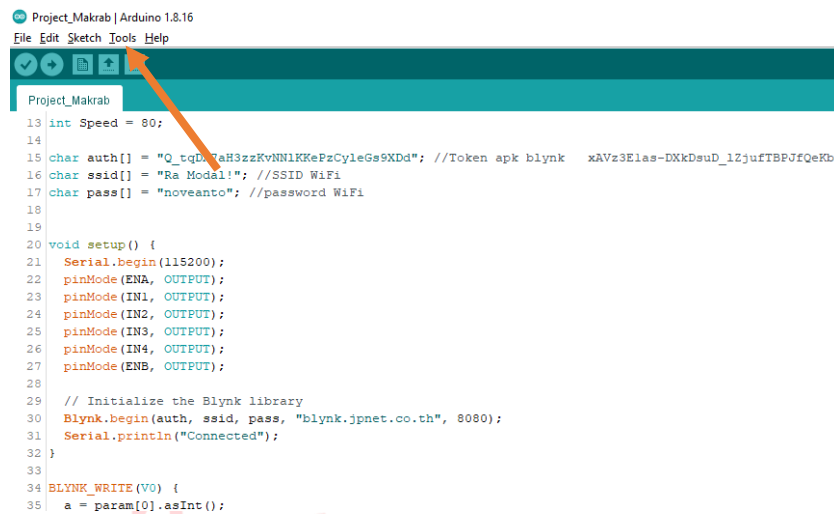 Project_Makrab | Arduino 1.8.16
File Edit Sketch Tools Help
Project_Makrab
13 int Speed = 80;
14
15 char auth[] = " //Token apk blynk
16 char ssid[] = "Ra Modal!"; //SSID WiFi
17 char pass[] = "noveanto"; //password WiFi
18
19
20 void setup() {
21 Serial.begin(115200);
22 pinMode(ENA, OUTPUT);
23 pinMode(IN1, OUTPUT);
24 pinMode(IN2, OUTPUT);
25 pinMode(IN3, OUTPUT);
26 pinMode(IN4, OUTPUT);
27 pinMode(ENB, OUTPUT);
28
29 // Initialize the Blynk library
30 Blynk.begin(auth, ssid, pass, "blynk.jpnet.co.th", 8080);
31 Serial.println("Connected");
32 }
33
34 BLYNK_WRITE(V0) {
35 a = param[0].asInt();